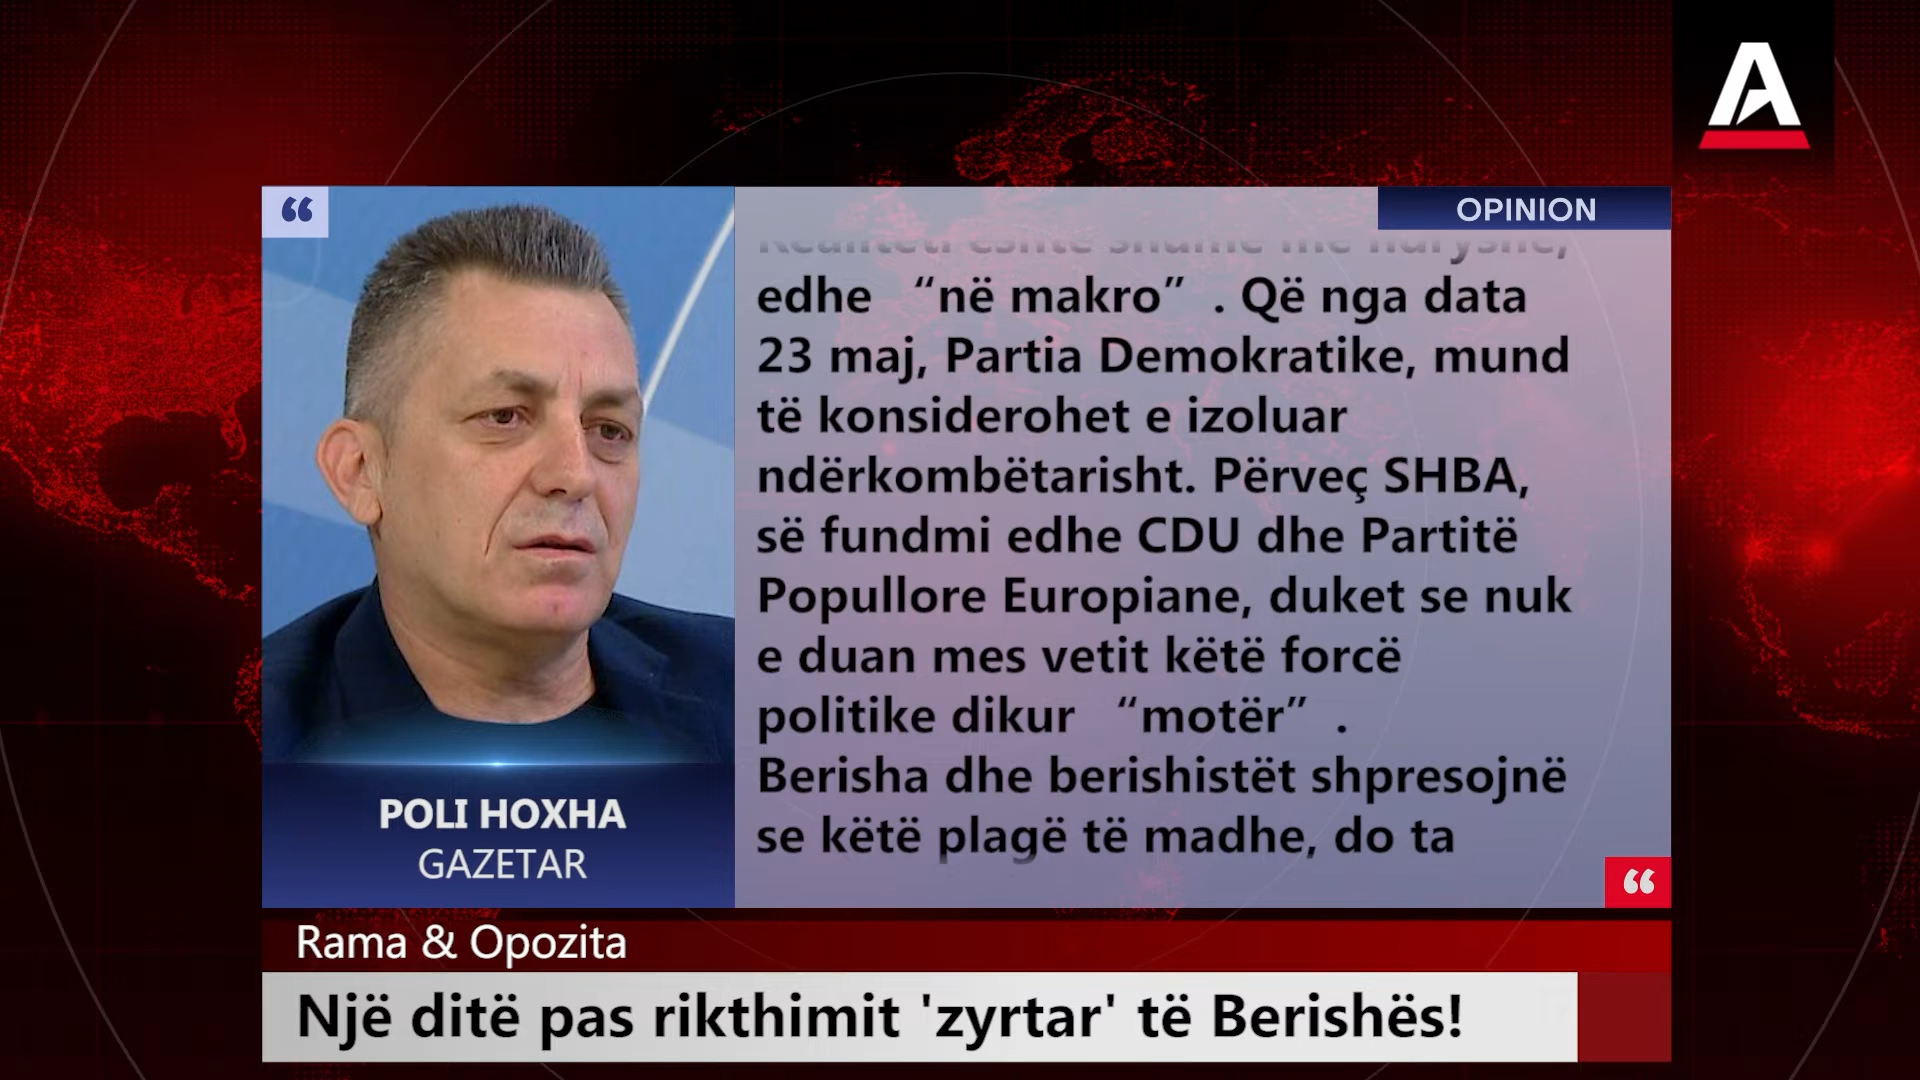 A
“
OPINION
edhe “në makro” . Që nga data
23 maj, Partia Demokratike, mund
të konsiderohet e izoluar
ndërkombëtarisht. Përveç SHBA,
së fundmi edhe CDU dhe Partitë
Popullore Europiane, duket se nuk
e duan mes vetit këtë forcë
politike dikur “motër” .
Berisha dhe berishistët shpresojnë
se këtë plagë të madhe, do ta
“
POLI HOXHA
GAZETAR
Rama & Opozita
Një ditë pas rikthimit 'zyrtar' të Berishës!